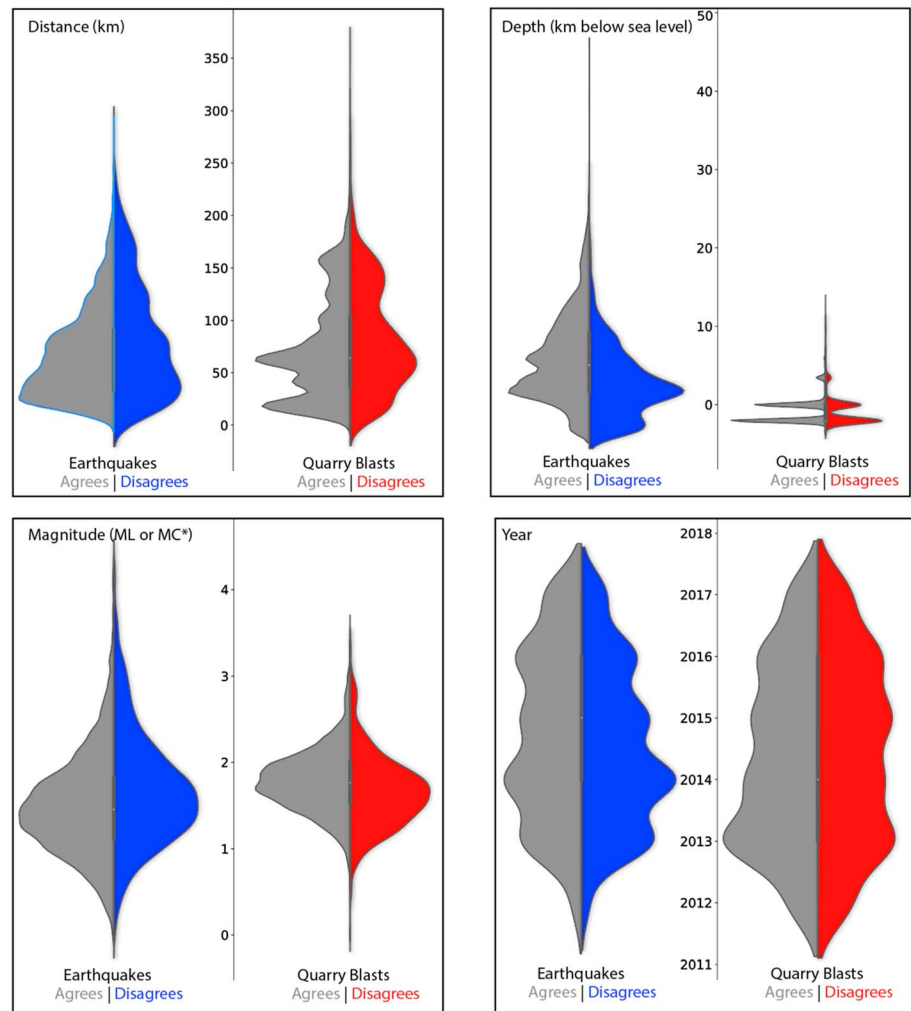 Distance (km)
350
300
250
200
150
100
50
0
Earthquakes
Agrees | Disagrees
Quarry Blasts
Agrees | Disagrees
Depth (km below sea level)
50
40
30
20
10
0
Earthquakes
Agrees | Disagrees
Quarry Blasts
Agrees | Disagrees
Magnitude (ML or MC*)
4
3
2
1
0
Earthquakes
Agrees | Disagrees
Quarry Blasts
Agrees | Disagrees
Year
2018
2017
2016
2015
2014
2013
2012
2011
Earthquakes
Agrees | Disagrees
Quarry Blasts
Agrees | Disagrees